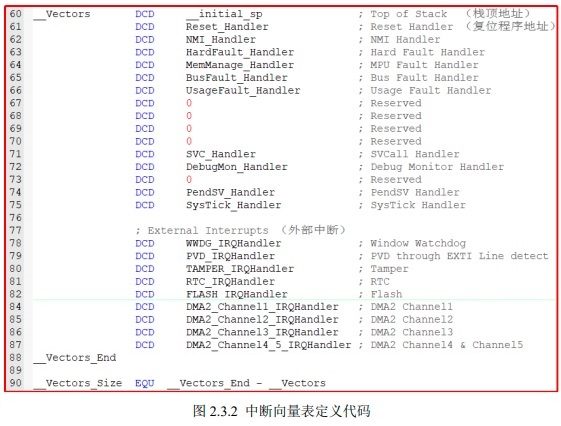 60 __Vectors DCD __initial_sp ; Top of Stack （栈顶地址）
61 DCD Reset_Handler ; Reset Handler （复位程序地址）
62 DCD NMI_Handler ; NMI Handler
63 DCD HardFault_Handler ; Hard Fault Handler
64 DCD MemManage_Handler ; MPU Fault Handler
65 DCD BusFault_Handler ; Bus Fault Handler
66 DCD UsageFault_Handler ; Usage Fault Handler
67 DCD 0 ; Reserved
68 DCD 0 ; Reserved
69 DCD 0 ; Reserved
70 DCD 0 ; Reserved
71 DCD SVC_Handler ; SVCall Handler
72 DCD DebugMon_Handler ; Debug Monitor Handler
73 DCD 0 ; Reserved
74 DCD PendSV_Handler ; PendSV Handler
75 DCD SysTick_Handler ; SysTick Handler
76
77 ; External Interrupts （外部中断）
78 DCD WWDG_IRQHandler ; Window Watchdog
79 DCD PVD_IRQHandler ; PVD through EXTI Line detect
80 DCD TAMPER_IRQHandler ; Tamper
81 DCD RTC_IRQHandler ; RTC
82 DCD FLASH_IRQHandler ; Flash
84 DCD DMA2_Channel1_IRQHandler ; DMA2 Channel1
85 DCD DMA2_Channel2_IRQHandler ; DMA2 Channel2
86 DCD DMA2_Channel3_IRQHandler ; DMA2 Channel3
87 DCD DMA2_Channel4_5_IRQHandler ; DMA2 Channel4 & Channel5
88 __Vectors_End
89
90 __Vectors_Size EQU __Vectors_End - __Vectors
图 2.3.2 中断向量表定义代码